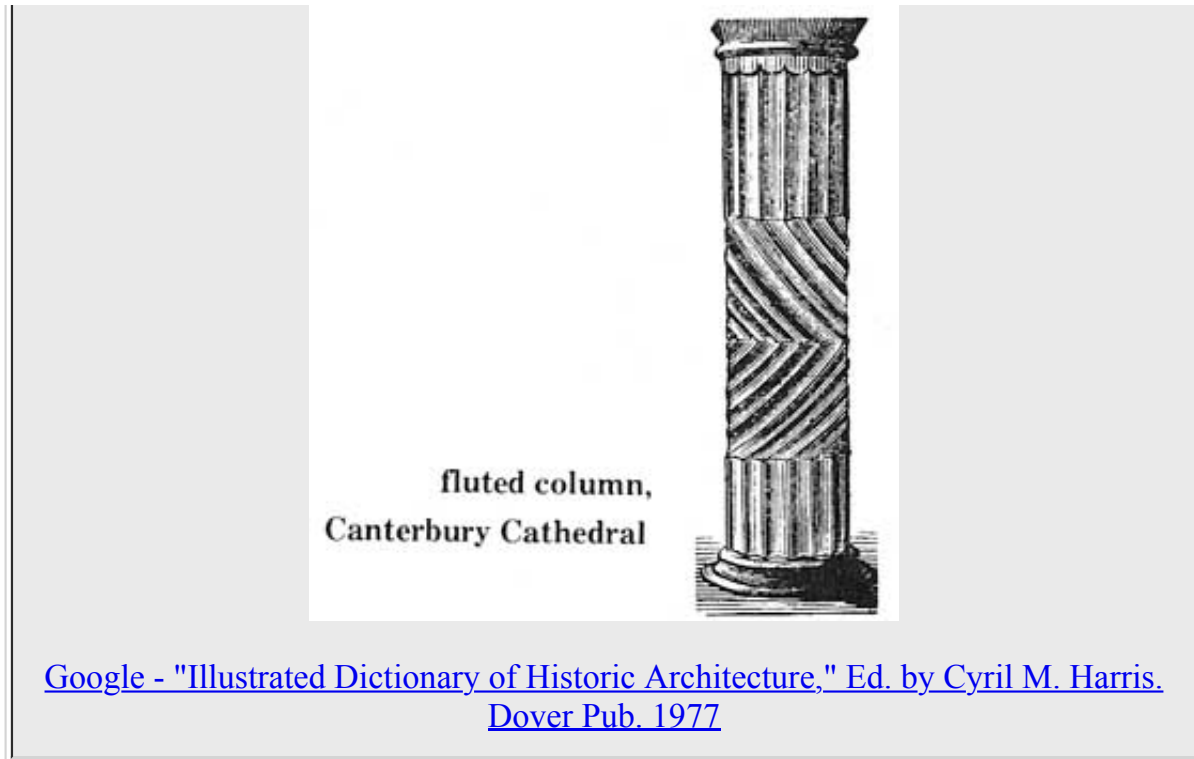 fluted column,
Canterbury Cathedral
Google - "Illustrated Dictionary of Historic Architecture," Ed. by Cyril M. Harris.
Dover Pub. 1977